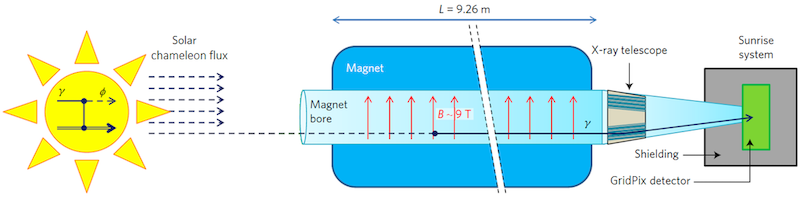 L = 9.26 m
Solar
chameleon flux
X-ray telescope
Sunrise
system
Magnet
γ
ϕ
Magnet
bore
B ~ 9 T
γ
Shielding
GridPix detector